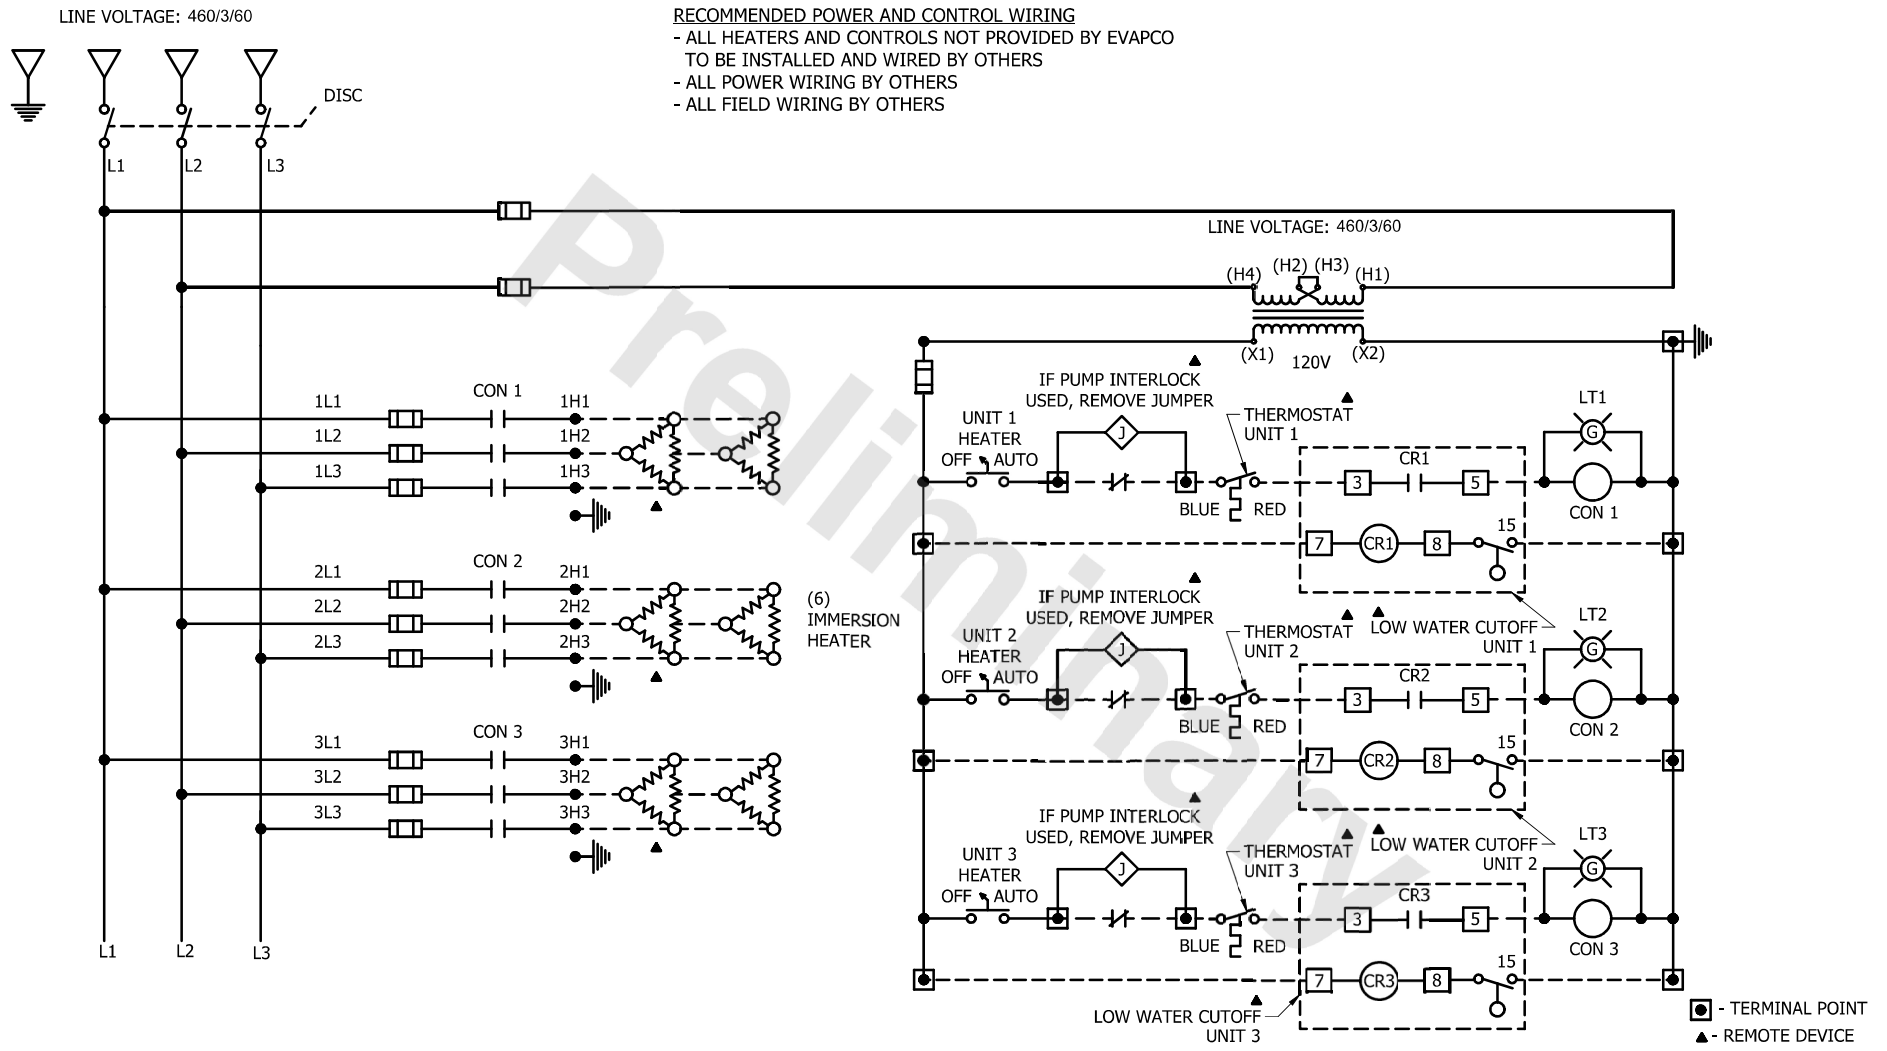 LINE VOLTAGE: 460/3/60
RECOMMENDED POWER AND CONTROL WIRING
- ALL HEATERS AND CONTROLS NOT PROVIDED BY EVAPCO
TO BE INSTALLED AND WIRED BY OTHERS
- ALL POWER WIRING BY OTHERS
- ALL FIELD WIRING BY OTHERS
DISC
L1 L2 L3
LINE VOLTAGE: 460/3/60
(H4) (H2) (H3) (H1)
(X1) 120V (X2)
1L1 CON 1 1H1
1L2 1H2
1L3 1H3
2L1 CON 2 2H1
2L2 2H2
2L3 2H3
(6)
IMMERSION
HEATER
3L1 CON 3 3H1
3L2 3H2
3L3 3H3
L1 L2 L3
IF PUMP INTERLOCK
USED, REMOVE JUMPER
UNIT 1
HEATER
OFF AUTO
J
THERMOSTAT
UNIT 1
BLUE RED
CR1
3 5
LT1
G
CON 1
7 CR1 8 15
LOW WATER CUTOFF
UNIT 1
IF PUMP INTERLOCK
USED, REMOVE JUMPER
UNIT 2
HEATER
OFF AUTO
J
THERMOSTAT
UNIT 2
BLUE RED
CR2
3 5
LT2
G
CON 2
7 CR2 8 15
LOW WATER CUTOFF
UNIT 2
IF PUMP INTERLOCK
USED, REMOVE JUMPER
UNIT 3
HEATER
OFF AUTO
J
THERMOSTAT
UNIT 3
BLUE RED
CR3
3 5
LT3
G
CON 3
7 CR3 8 15
LOW WATER CUTOFF
UNIT 3
- TERMINAL POINT
- REMOTE DEVICE
Preliminary